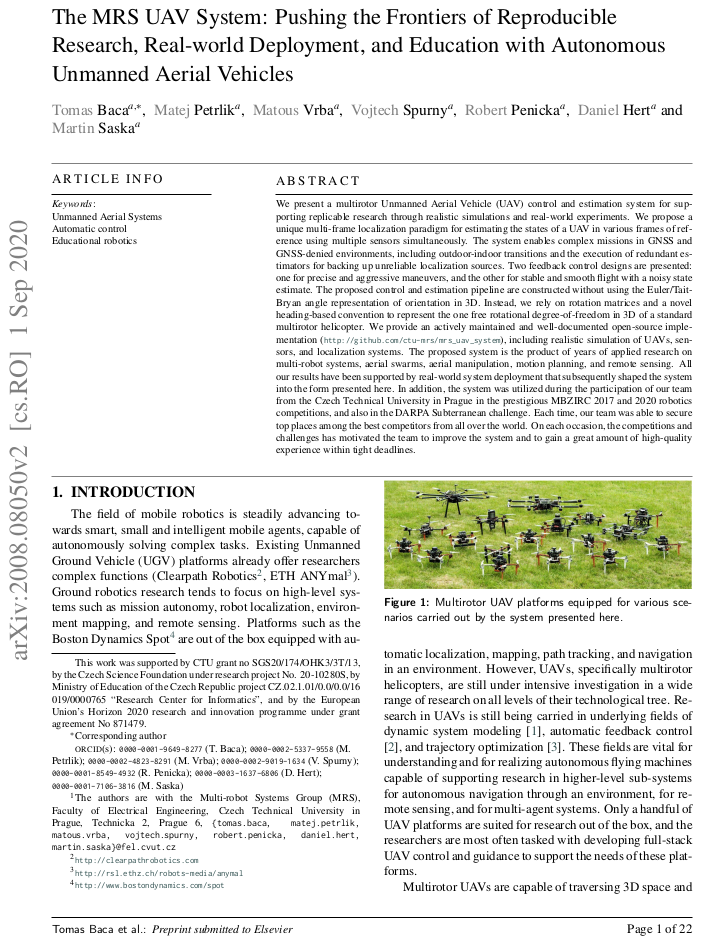 The MRS UAV System: Pushing the Frontiers of Reproducible
Research, Real-world Deployment, and Education with Autonomous
Unmanned Aerial Vehicles
Tomas Baca^a,*, Matej Petrlik^a, Matous Vrba^a, Vojtech Spurny^a, Robert Penicka^a, Daniel Hert^a and
Martin Saska^a
ARTICLE INFO
Keywords:
Unmanned Aerial Systems
Automatic control
Educational robotics
ABSTRACT
We present a multirotor Unmanned Aerial Vehicle (UAV) control and estimation system for sup-
porting replicable research through realistic simulations and real-world experiments. We propose a
unique multi-frame localization paradigm for estimating the states of a UAV in various frames of ref-
erence using multiple sensors simultaneously. The system enables complex missions in GNSS and
GNSS-denied environments, including outdoor-indoor transitions and the execution of redundant es-
timators for backing up unreliable localization sources. Two feedback control designs are presented:
one for precise and aggressive maneuvers, and the other for stable and smooth flight with a noisy state
estimate. The proposed control and estimation pipeline are constructed without using the Euler/Tait-
Bryan angle representation of orientation in 3D. Instead, we rely on rotation matrices and a novel
heading-based convention to represent the one free rotational degree-of-freedom in 3D of a standard
multirotor helicopter. We provide an actively maintained and well-documented open-source imple-
mentation (http://github.com/ctu-mrs/mrs_uav_system), including realistic simulation of UAVs, sen-
sors, and localization systems. The proposed system is the product of years of applied research on
multi-robot systems, aerial swarms, aerial manipulation, motion planning, and remote sensing. All
our results have been supported by real-world system deployment that subsequently shaped the system
into the form presented here. In addition, the system was utilized during the participation of our team
from the Czech Technical University in Prague in the prestigious MBZIRC 2017 and 2020 robotics
competitions, and also in the DARPA Subterranean challenge. Each time, our team was able to secure
top places among the best competitors from all over the world. On each occasion, the competitions and
challenges has motivated the team to improve the system and to gain a great amount of high-quality
experience within tight deadlines.
arXiv:2008.08050v2 [cs.RO] 1 Sep 2020
1. INTRODUCTION
The field of mobile robotics is steadily advancing to-
wards smart, small and intelligent mobile agents, capable of
autonomously solving complex tasks. Existing Unmanned
Ground Vehicle (UGV) platforms already offer researchers
complex functions (Clearpath Robotics², ETH ANYmal³).
Ground robotics research tends to focus on high-level sys-
tems such as mission autonomy, robot localization, environ-
ment mapping, and remote sensing. Platforms such as the
Boston Dynamics Spot⁴ are out of the box equipped with au-
This work was supported by CTU grant no SGS20/174/OHK3/3T/13,
by the Czech Science Foundation under research project No. 20-10280S, by
Ministry of Education of the Czech Republic project CZ.02.1.01/0.0/0.0/16
019/0000765 “Research Center for Informatics”, and by the European
Union's Horizon 2020 research and innovation programme under grant
agreement No 871479.
*Corresponding author
ORCID(s): 0000-0001-9649-8277 (T. Baca); 0000-0002-5337-9558 (M.
Petrlik); 0000-0002-4823-8291 (M. Vrba); 0000-0002-9019-1634 (V. Spurny);
0000-0001-8549-4932 (R. Penicka); 0000-0003-1637-6806 (D. Hert);
0000-0001-7106-3816 (M. Saska)
¹The authors are with the Multi-robot Systems Group (MRS),
Faculty of Electrical Engineering, Czech Technical University in
Prague, Technicka 2, Prague 6, {tomas.baca, matej.petrlik,
matous.vrba, vojtech.spurny, robert.penicka, daniel.hert,
martin.saska}@fel.cvut.cz
²http://clearpathrobotics.com
³http://rsl.ethz.ch/robots-media/anymal
⁴http://www.bostondynamics.com/spot
Figure 1: Multirotor UAV platforms equipped for various sce-
narios carried out by the system presented here.
tomatic localization, mapping, path tracking, and navigation
in an environment. However, UAVs, specifically multirotor
helicopters, are still under intensive investigation in a wide
range of research on all levels of their technological tree. Re-
search in UAVs is still being carried in underlying fields of
dynamic system modeling [1], automatic feedback control
[2], and trajectory optimization [3]. These fields are vital for
understanding and for realizing autonomous flying machines
capable of supporting research in higher-level sub-systems
for autonomous navigation through an environment, for re-
mote sensing, and for multi-agent systems. Only a handful of
UAV platforms are suited for research out of the box, and the
researchers are most often tasked with developing full-stack
UAV control and guidance to support the needs of these plat-
forms.
Multirotor UAVs are capable of traversing 3D space and
Tomas Baca et al.: Preprint submitted to Elsevier
Page 1 of 22